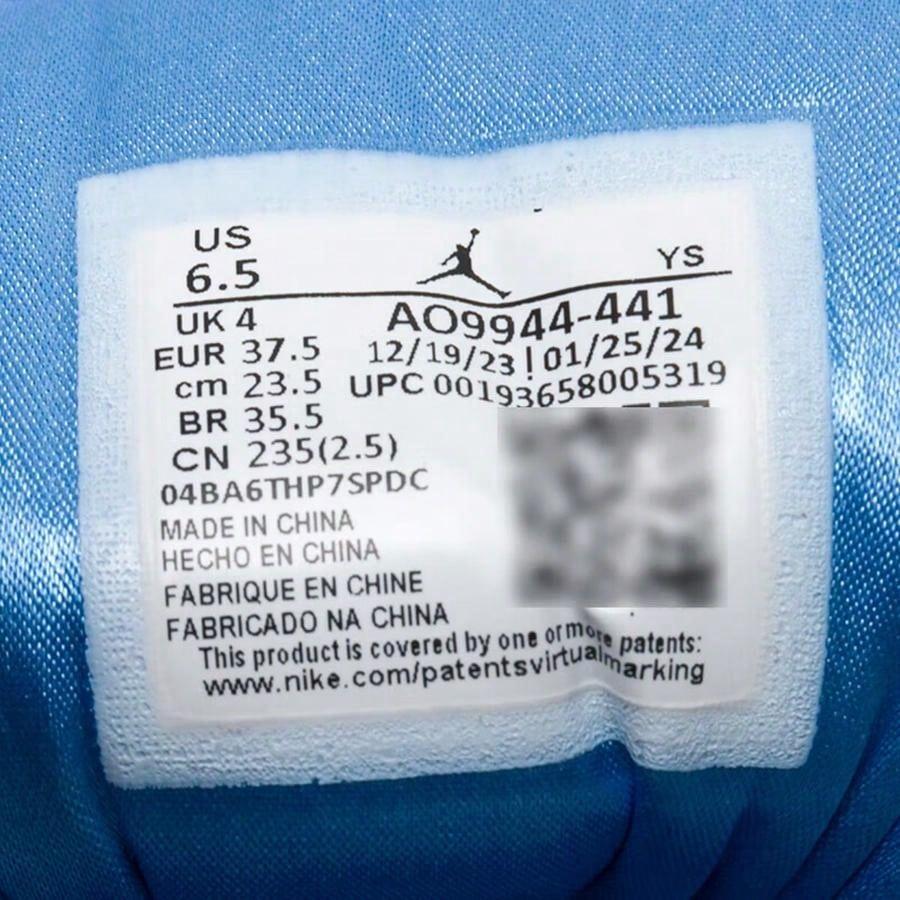 US
6.5
YS
UK 4
AO9944-441
EUR 37.5
12/19/23 | 01/25/24
cm 23.5
UPC 00193658005319
BR 35.5
CN 235(2.5)
04BA6THP7SPDC
MADE IN CHINA
HECHO EN CHINA
FABRIQUE EN CHINE
FABRICADO NA CHINA
This product is covered by one or more patents:
www.nike.com/patentsvirtualmarking